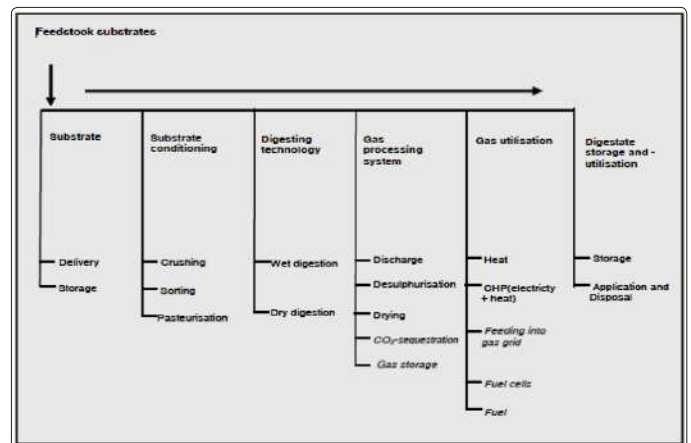 Feedstook substrates
Substrate
Delivery
Storage
Substrate
conditioning
Crushing
Sorting
Pasteurisation
Digesting
technology
Wet digestion
Dry digestion
Gas
processing
system
Discharge
Desulphurisation
Drying
CO₂-sequestration
Gas storage
Gas utilisation
Heat
CHP(electricty
+ heat)
Feeding into
gas grid
Fuel cells
Fuel
Digestate
storage and -
utilisation
Storage
Application and
Disposal